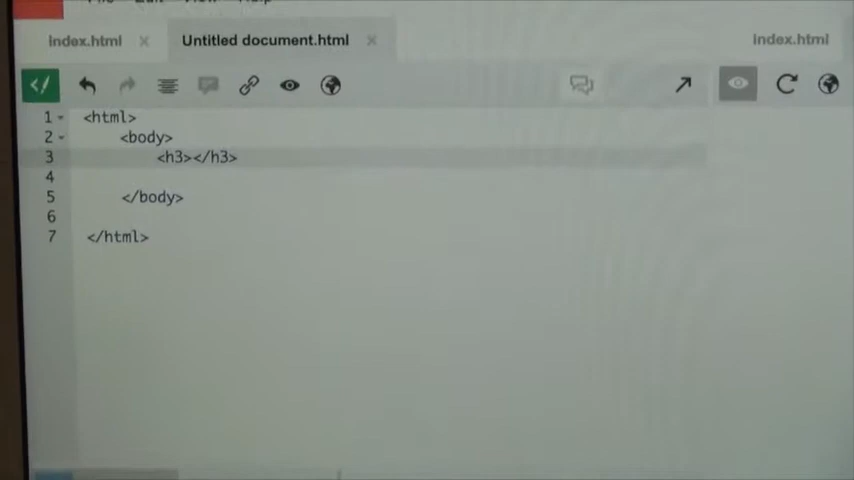 index.html Untitled document.html index.html
1 <html>
2 <body>
3 <h3></h3>
4
5 </body>
6
7 </html>